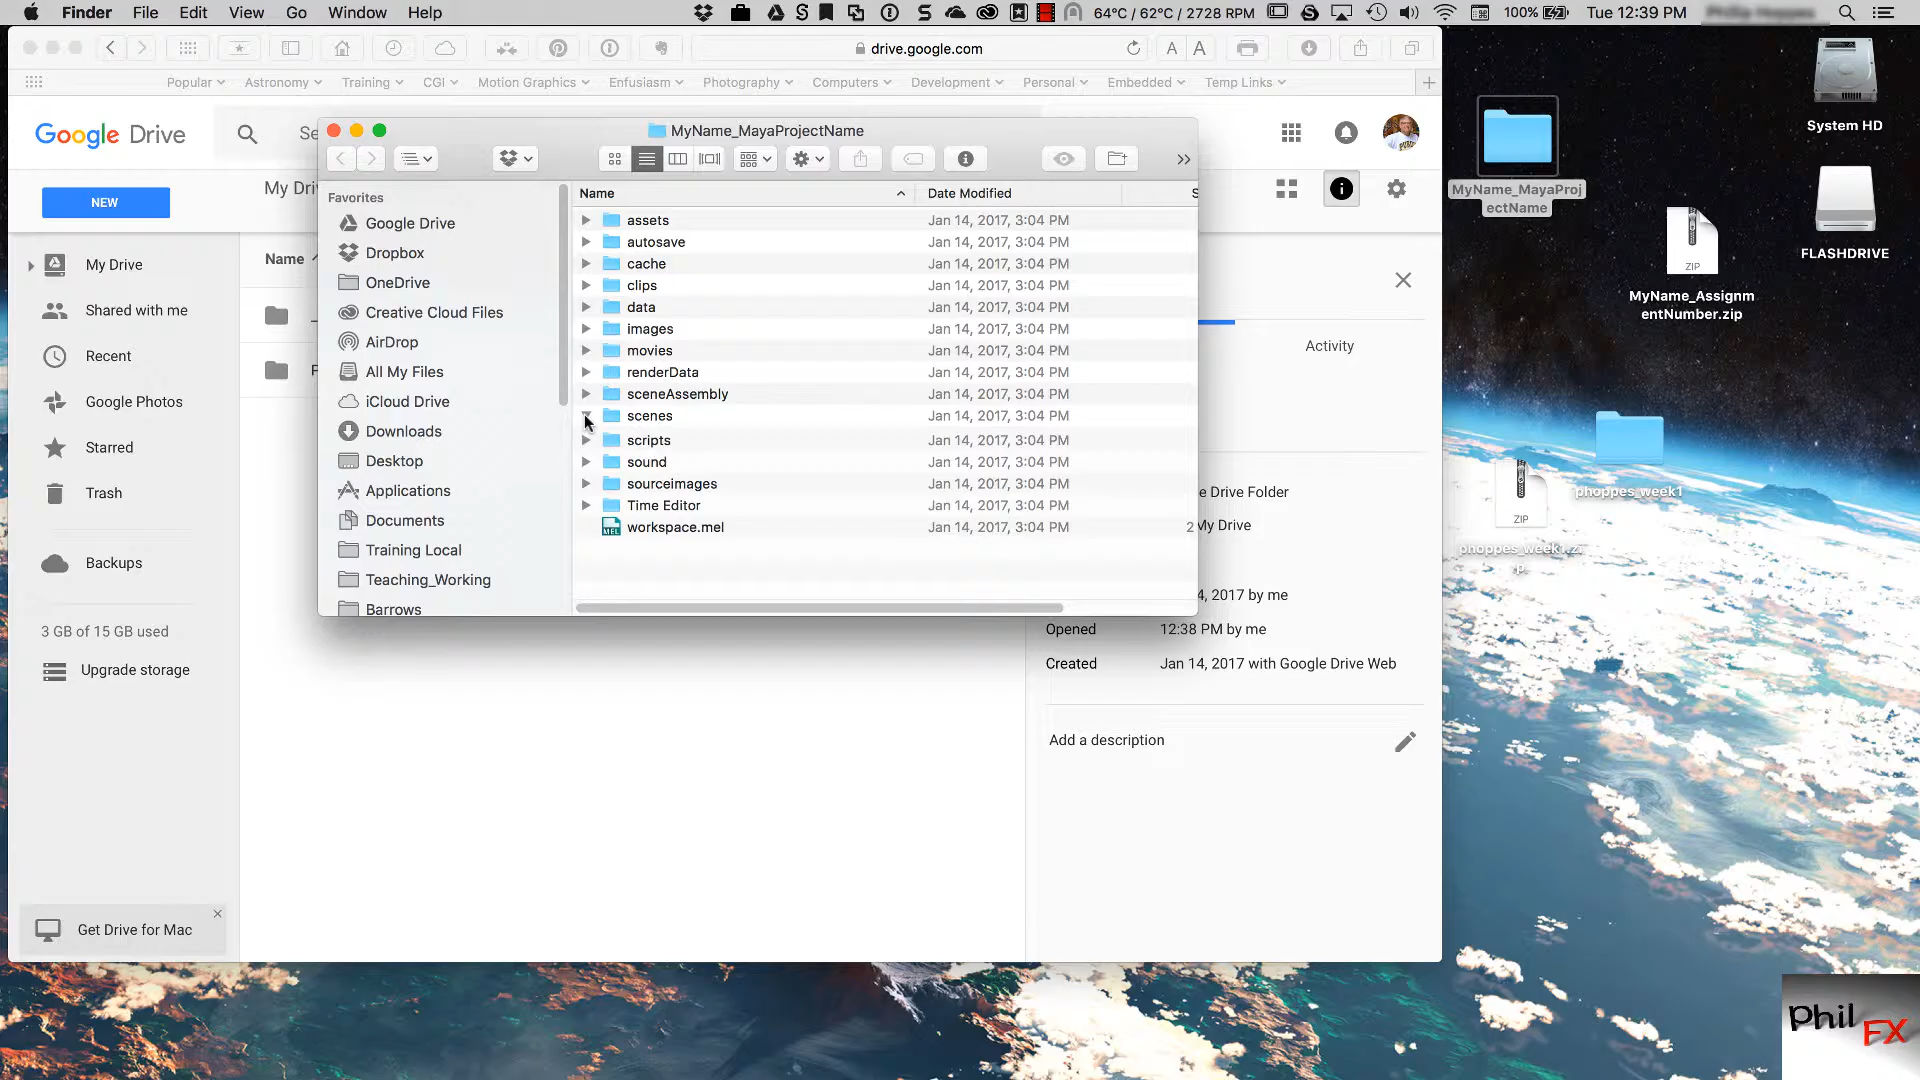 Finder File Edit View Go Window Help
64°C / 62°C / 2728 RPM 100% Tue 12:39 PM
drive.google.com
A A
Popular Astronomy Training CGI Motion Graphics Enfusiasm Photography Computers Development Personal Embedded Temp Links
Google Drive
Se
NEW
My Dri
My Drive
Shared with me
Recent
Google Photos
Starred
Trash
Backups
3 GB of 15 GB used
Upgrade storage
Get Drive for Mac
Name
MyName_MayaProjectName
Favorites
Google Drive
Dropbox
OneDrive
Creative Cloud Files
AirDrop
All My Files
iCloud Drive
Downloads
Desktop
Applications
Documents
Training Local
Teaching_Working
Barrows
Name Date Modified S
assets Jan 14, 2017, 3:04 PM
autosave Jan 14, 2017, 3:04 PM
cache Jan 14, 2017, 3:04 PM
clips Jan 14, 2017, 3:04 PM
data Jan 14, 2017, 3:04 PM
images Jan 14, 2017, 3:04 PM
movies Jan 14, 2017, 3:04 PM
renderData Jan 14, 2017, 3:04 PM
sceneAssembly Jan 14, 2017, 3:04 PM
scenes Jan 14, 2017, 3:04 PM
scripts Jan 14, 2017, 3:04 PM
sound Jan 14, 2017, 3:04 PM
sourceimages Jan 14, 2017, 3:04 PM
Time Editor Jan 14, 2017, 3:04 PM
MEL workspace.mel Jan 14, 2017, 3:04 PM 2
Activity
e Drive Folder
My Drive
4, 2017 by me
Opened 12:38 PM by me
Created Jan 14, 2017 with Google Drive Web
Add a description
MyName_MayaProj
ectName
System HD
FLASHDRIVE
ZIP
MyName_Assignm
entNumber.zip
phoppes_week1
ZIP
phoppes_week1.zi
p
Phil FX